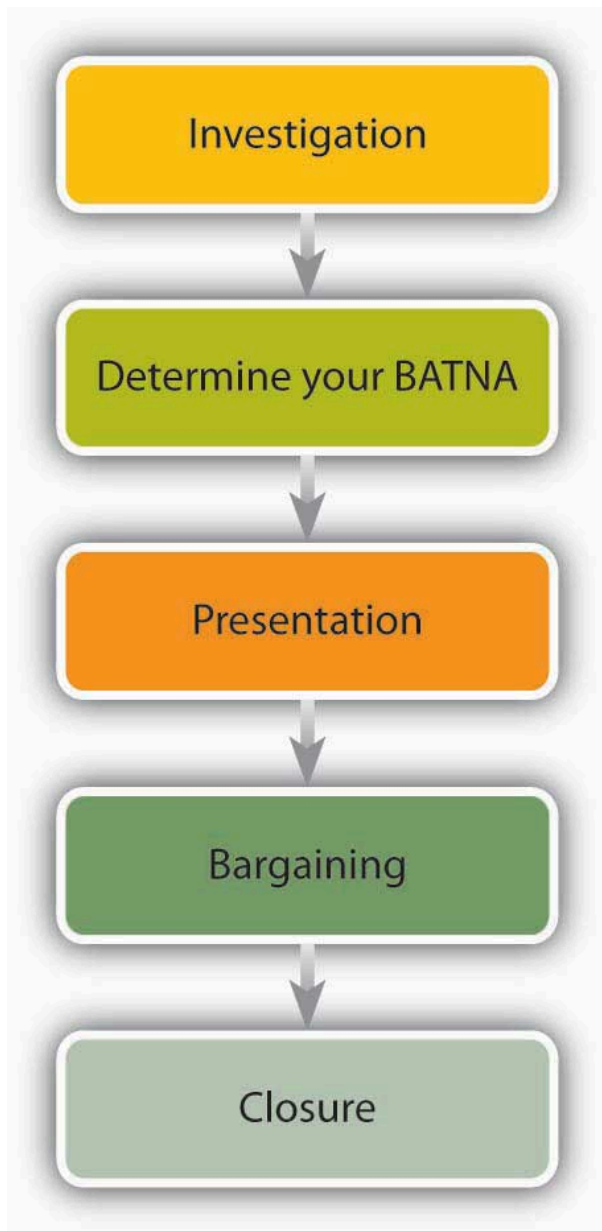 Investigation
Determine your BATNA
Presentation
Bargaining
Closure